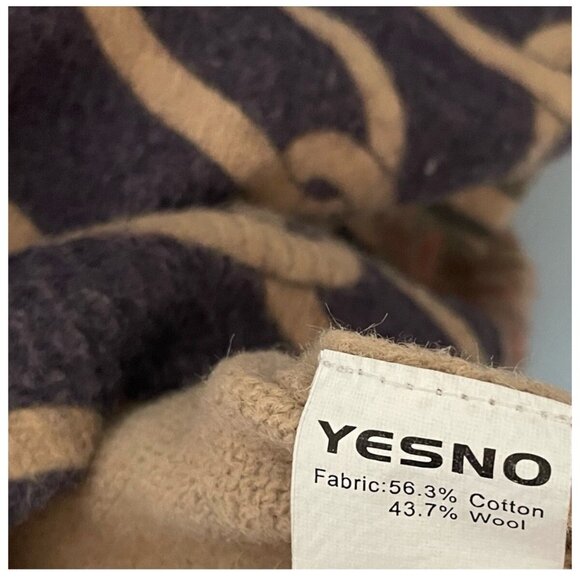 YESNO
Fabric:56.3% Cotton
43.7% Wool